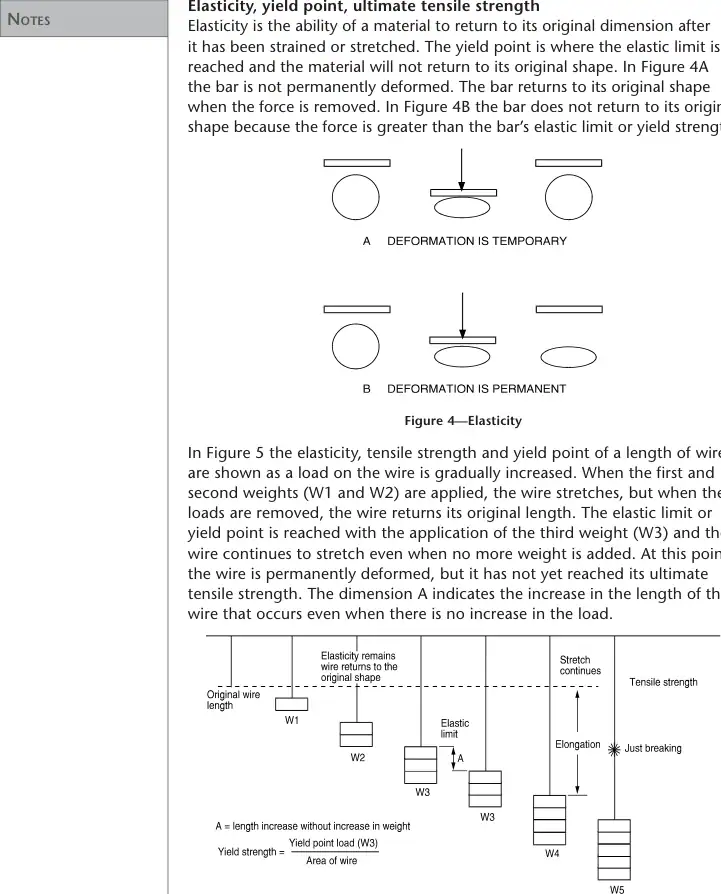 NOTES
Elasticity, yield point, ultimate tensile strength
Elasticity is the ability of a material to return to its original dimension after
it has been strained or stretched. The yield point is where the elastic limit is
reached and the material will not return to its original shape. In Figure 4A
the bar is not permanently deformed. The bar returns to its original shape
when the force is removed. In Figure 4B the bar does not return to its origin
shape because the force is greater than the bar's elastic limit or yield strengt
A DEFORMATION IS TEMPORARY
B DEFORMATION IS PERMANENT
Figure 4—Elasticity
In Figure 5 the elasticity, tensile strength and yield point of a length of wire
are shown as a load on the wire is gradually increased. When the first and
second weights (W1 and W2) are applied, the wire stretches, but when the
loads are removed, the wire returns its original length. The elastic limit or
yield point is reached with the application of the third weight (W3) and the
wire continues to stretch even when no more weight is added. At this poin
the wire is permanently deformed, but it has not yet reached its ultimate
tensile strength. The dimension A indicates the increase in the length of th
wire that occurs even when there is no increase in the load.
Elasticity remains
wire returns to the
original shape
Stretch
continues
Tensile strength
Original wire
length
W1
Elastic
limit
W2
A
Elongation
Just breaking
W3
W3
A = length increase without increase in weight
Yield strength = Yield point load (W3)
Area of wire
W4
W5